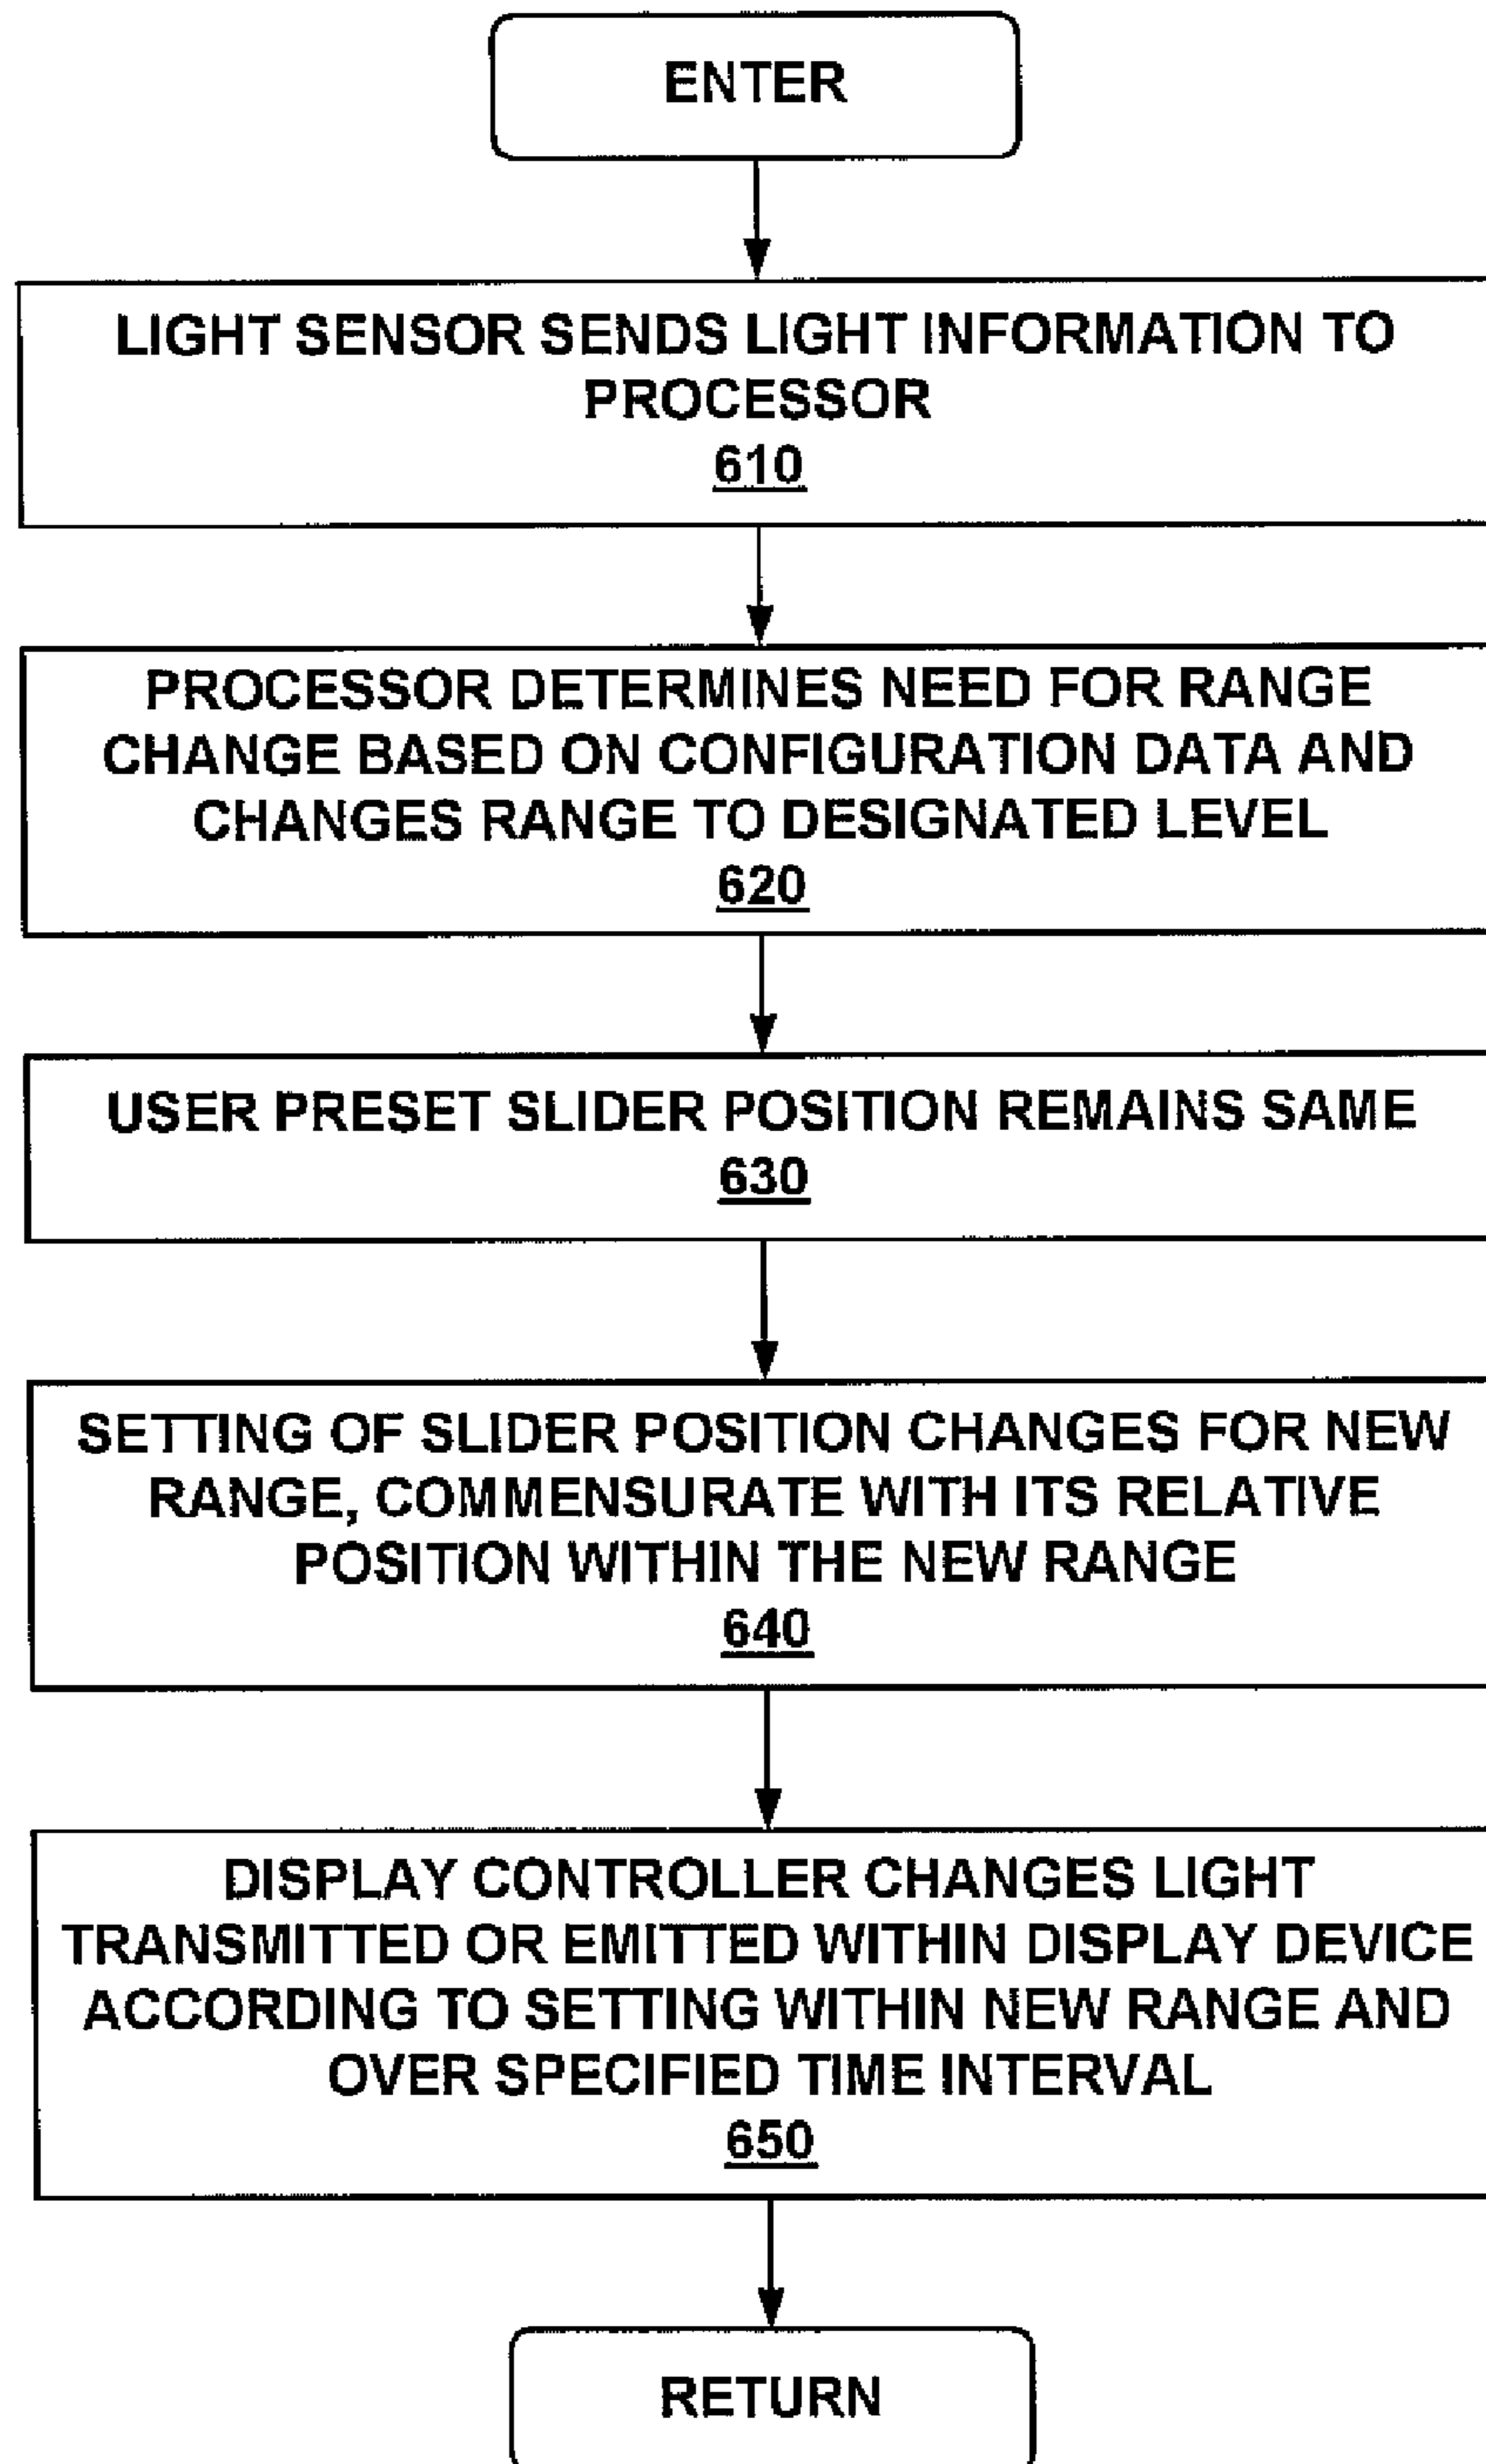 ENTER
LIGHT SENSOR SENDS LIGHT INFORMATION TO
PROCESSOR
610
PROCESSOR DETERMINES NEED FOR RANGE
CHANGE BASED ON CONFIGURATION DATA AND
CHANGES RANGE TO DESIGNATED LEVEL
620
USER PRESET SLIDER POSITION REMAINS SAME
630
SETTING OF SLIDER POSITION CHANGES FOR NEW
RANGE, COMMENSURATE WITH ITS RELATIVE
POSITION WITHIN THE NEW RANGE
640
DISPLAY CONTROLLER CHANGES LIGHT
TRANSMITTED OR EMITTED WITHIN DISPLAY DEVICE
ACCORDING TO SETTING WITHIN NEW RANGE AND
OVER SPECIFIED TIME INTERVAL
650
RETURN